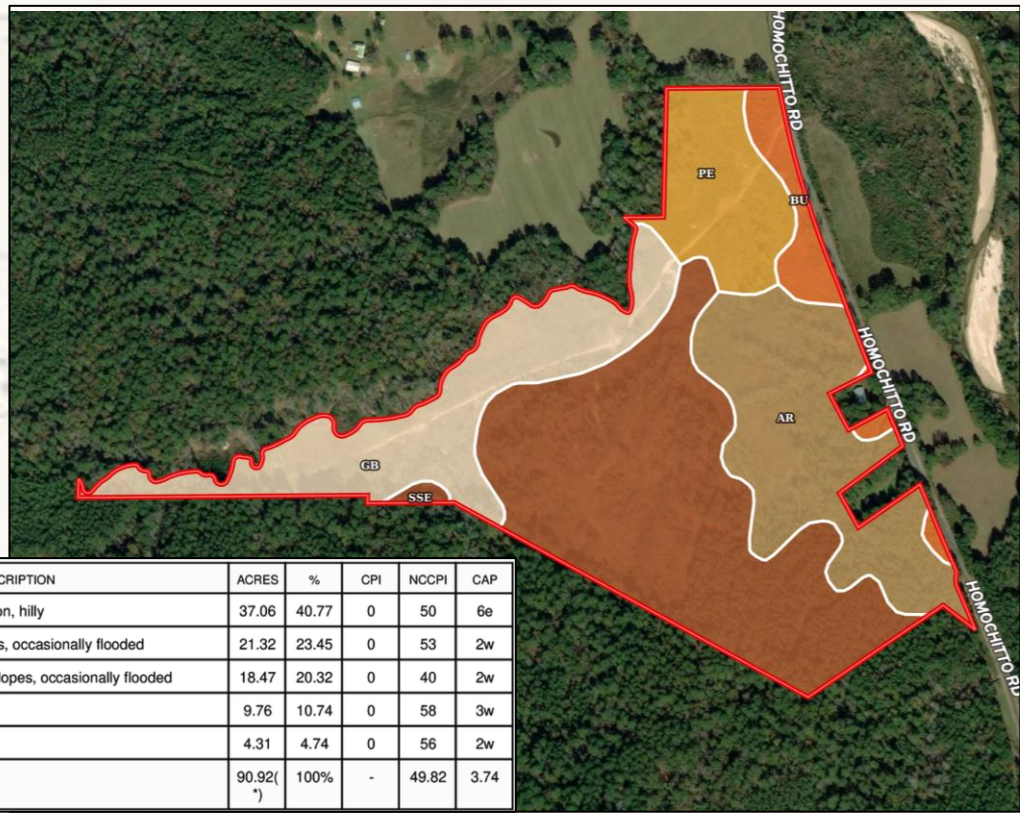 HOMOCHITTO RD
PE
BU
HOMOCHITTO RD
AR
GB
SSE
HOMOCHITTO RD
CRIPTION ACRES % CPI NCCPI CAP
on, hilly 37.06 40.77 0 50 6e
s, occasionally flooded 21.32 23.45 0 53 2w
lopes, occasionally flooded 18.47 20.32 0 40 2w
9.76 10.74 0 58 3w
4.31 4.74 0 56 2w
90.92(
*) 100% - 49.82 3.74